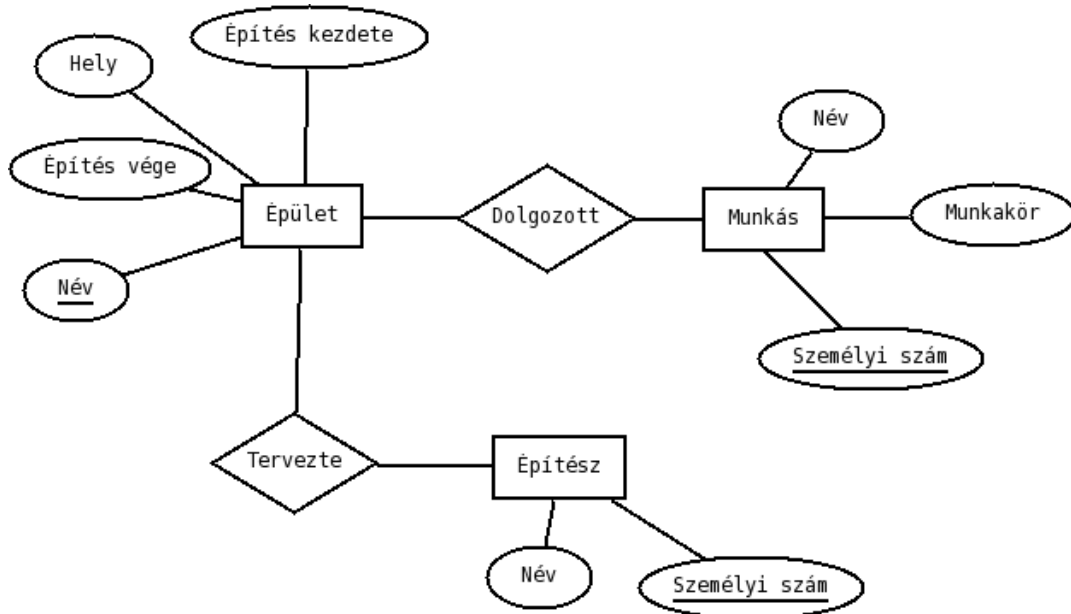 Építés kezdete
Hely
Név
Építés vége
Épület
Dolgozott
Munkás
Munkakör
Név
Személyi szám
Tervezte
Építész
Név
Személyi szám